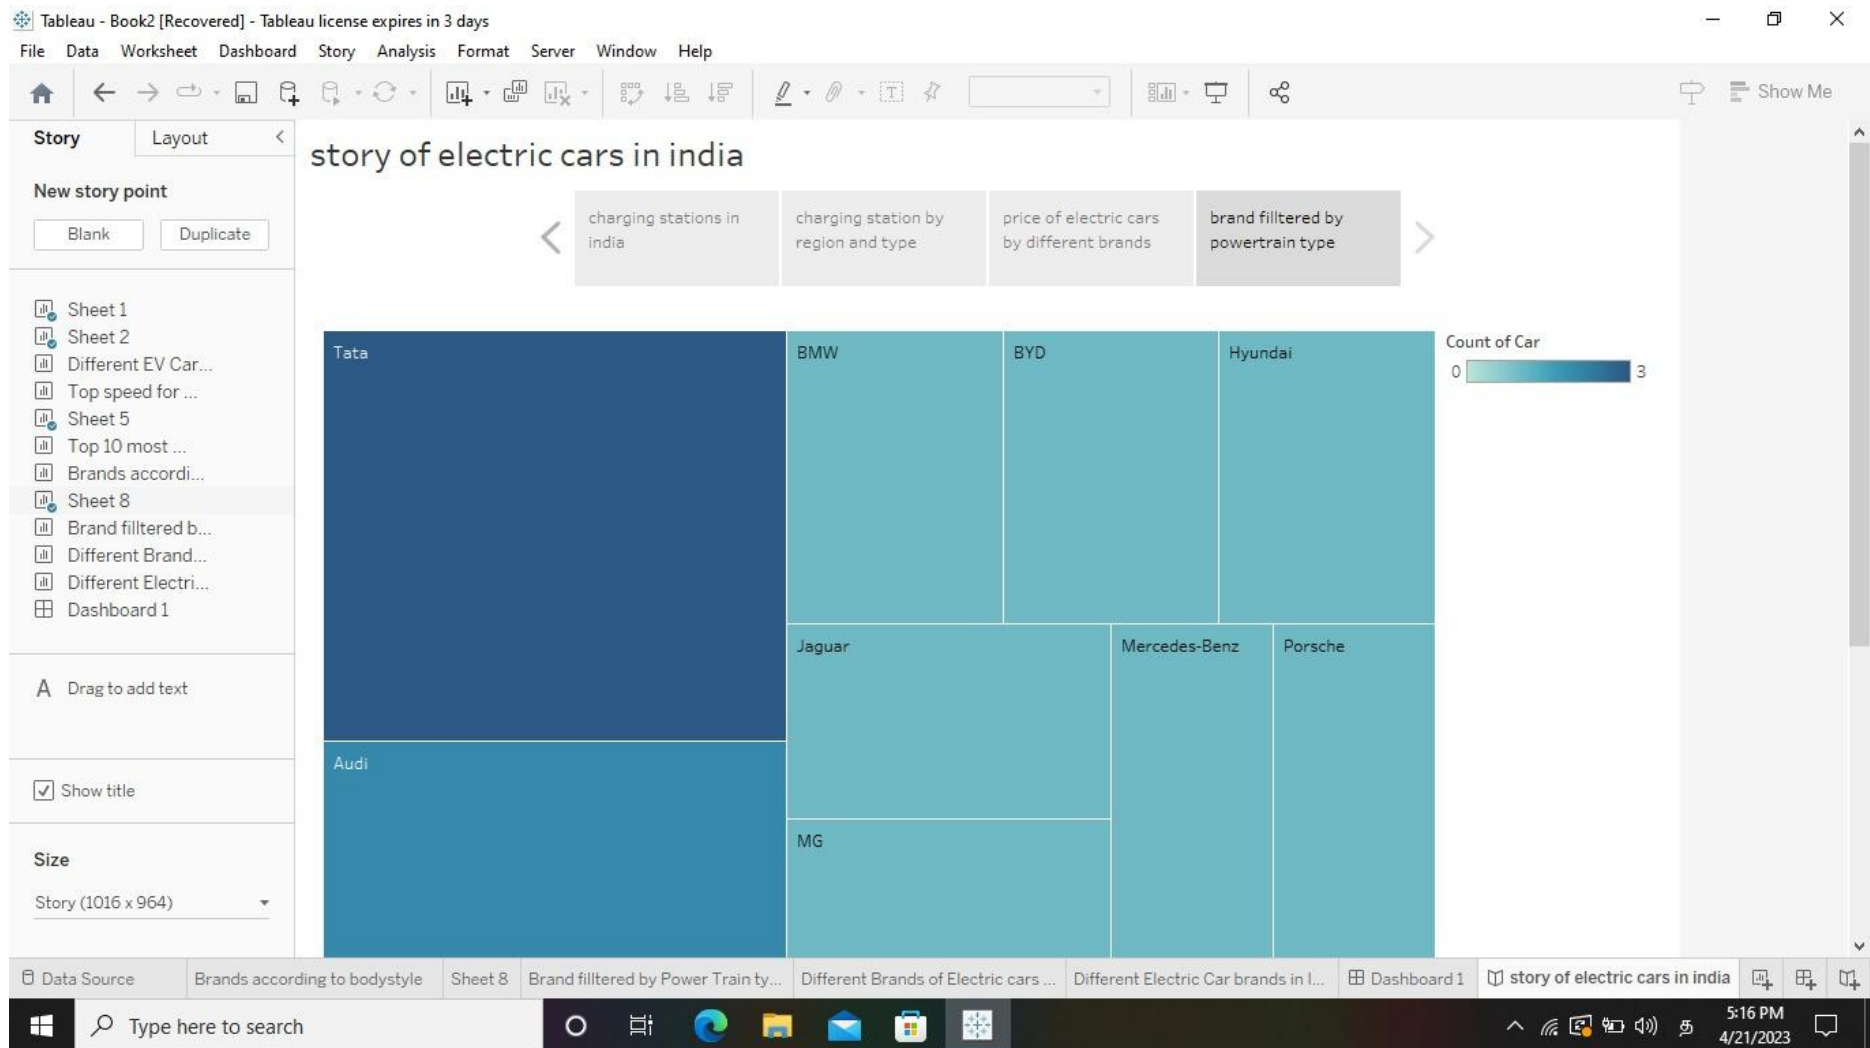 Tableau - Book2 [Recovered] - Tableau license expires in 3 days
File Data Worksheet Dashboard Story Analysis Format Server Window Help
Show Me
Story Layout
New story point
Blank Duplicate
Sheet 1
Sheet 2
Different EV Car...
Top speed for ...
Sheet 5
Top 10 most ...
Brands accordi...
Sheet 8
Brand filltered b...
Different Brand...
Different Electri...
Dashboard 1
A Drag to add text
Show title
Size
Story (1016 x 964)
story of electric cars in india
charging stations in
india
charging station by
region and type
price of electric cars
by different brands
brand filltered by
powertrain type
Tata
BMW
BYD
Hyundai
Jaguar
Mercedes-Benz
Porsche
Audi
MG
Count of Car
0 3
Data Source Brands according to bodystyle Sheet 8 Brand filltered by Power Train ty... Different Brands of Electric cars ... Different Electric Car brands in I... Dashboard 1 story of electric cars in india
Type here to search
த
5:16 PM
4/21/2023